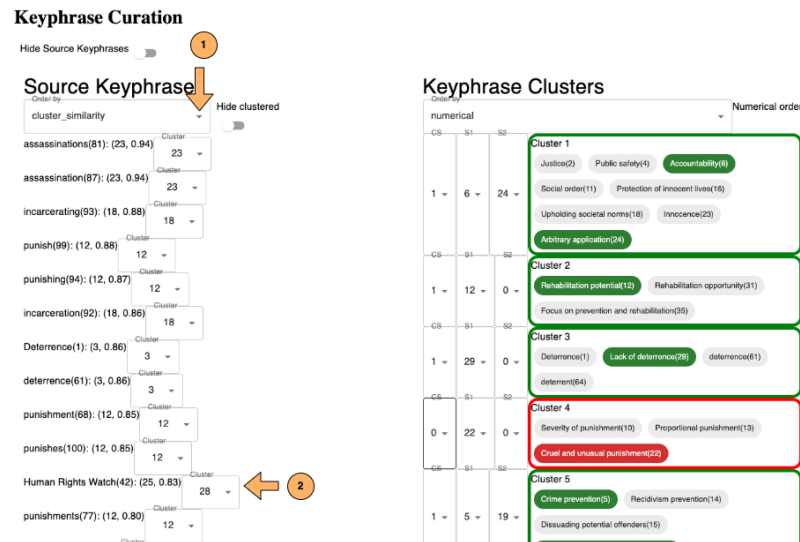 Keyphrase Curation
Hide Source Keyphrases
1
Source Keyphrase
Order by
cluster_similarity
Hide clustered
assassinations(81): (23, 0.94)
Cluster
23
assassination(87): (23, 0.94)
Cluster
23
incarcerating(93): (18, 0.88)
Cluster
18
punish(99): (12, 0.88)
Cluster
12
punishing(94): (12, 0.87)
Cluster
12
incarceration(92): (18, 0.86)
Cluster
18
Deterrence(1): (3, 0.86)
Cluster
3
deterrence(61): (3, 0.86)
Cluster
3
punishment(68): (12, 0.85)
Cluster
12
punishes(100): (12, 0.85)
Cluster
12
Human Rights Watch(42): (25, 0.83)
Cluster
28
2
punishments(77): (12, 0.80)
Cluster
12
Cluster
Keyphrase Clusters
Order by
numerical
Numerical order
CS S1 S2
1 6 24
Cluster 1
Justice(2) Public safety(4) Accountability(6)
Social order(11) Protection of innocent lives(16)
Upholding societal norms(18) Innocence(23)
Arbitrary application(24)
CS S1 S2
1 12 0
Cluster 2
Rehabilitation potential(12) Rehabilitation opportunity(31)
Focus on prevention and rehabilitation(35)
CS S1 S2
1 29 0
Cluster 3
Deterrence(1) Lack of deterrence(29) deterrence(61)
deterrent(64)
CS S1 S2
0 22 0
Cluster 4
Severity of punishment(10) Proportional punishment(13)
Cruel and unusual punishment(22)
CS S1 S2
1 5 19
Cluster 5
Crime prevention(5) Recidivism prevention(14)
Dissuading potential offenders(15)